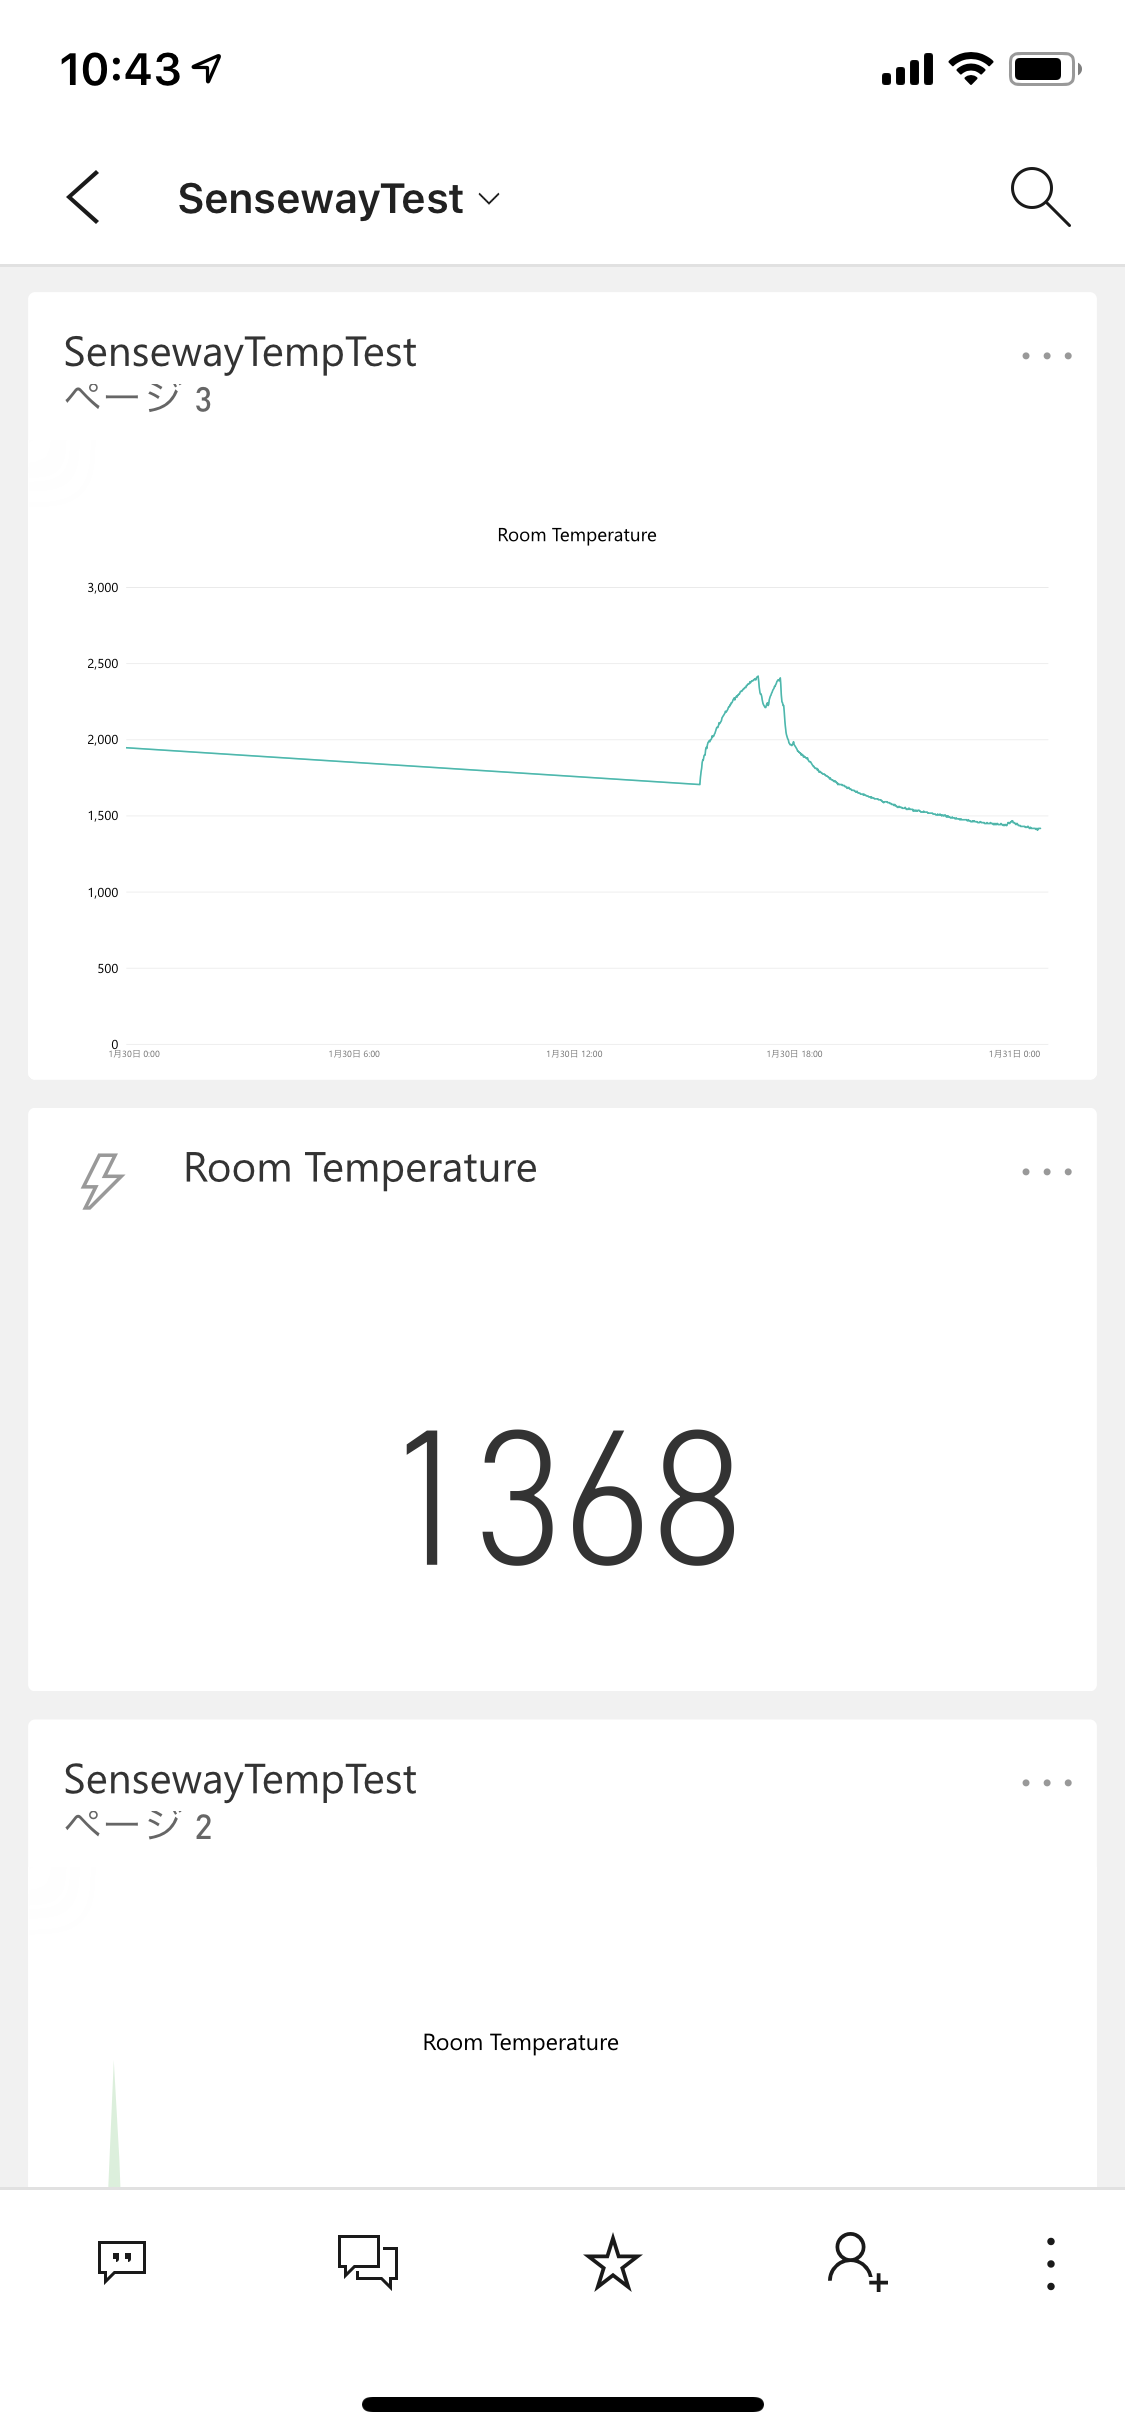 10:43
SensewayTest
SensewayTempTest
ページ 3
Room Temperature
3,000
2,500
2,000
1,500
1,000
500
0
1月30日 0:00
1月30日 6:00
1月30日 12:00
1月30日 18:00
1月31日 0:00
Room Temperature
1368
SensewayTempTest
ページ 2
Room Temperature